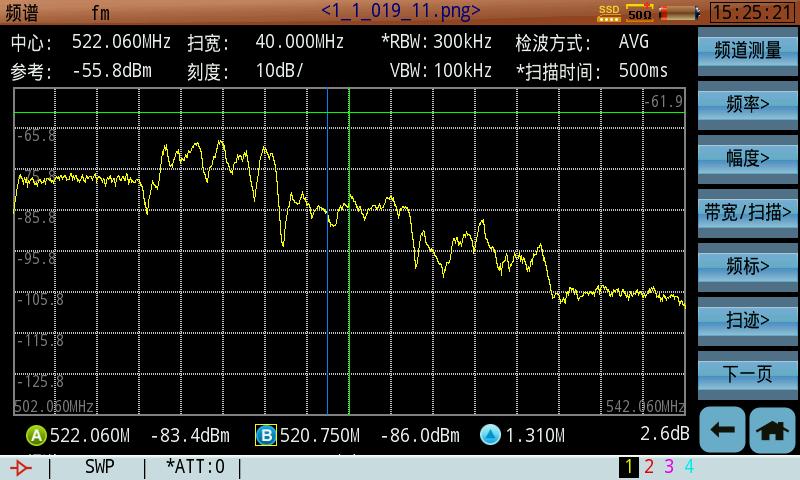 频谱 fm <1_1_019_11.png> SSD 50Ω 15:25:21
中心: 522.060MHz 扫宽: 40.000MHz *RBW: 300kHz 检波方式: AVG
参考: -55.8dBm 刻度: 10dB/ VBW: 100kHz *扫描时间: 500ms
频道测量
频率>
幅度>
带宽/扫描>
频标>
扫迹>
下一页
-61.9
-65.8
-75.8
-85.8
-95.8
-105.8
-115.8
-125.8
502.060MHz 542.060MHz
A 522.060M -83.4dBm B 520.750M -86.0dBm 1.310M 2.6dB
SWP *ATT:0 1 2 3 4